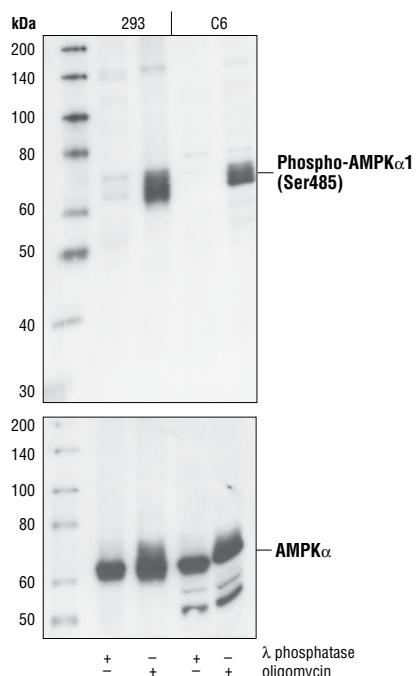 kDa 293 C6
200
140
100
80
60
50
40
30
Phospho-AMPKα1
(Ser485)
200
140
100
80
60
50
AMPKα
+ – + – λ phosphatase
– + – + oligomycin